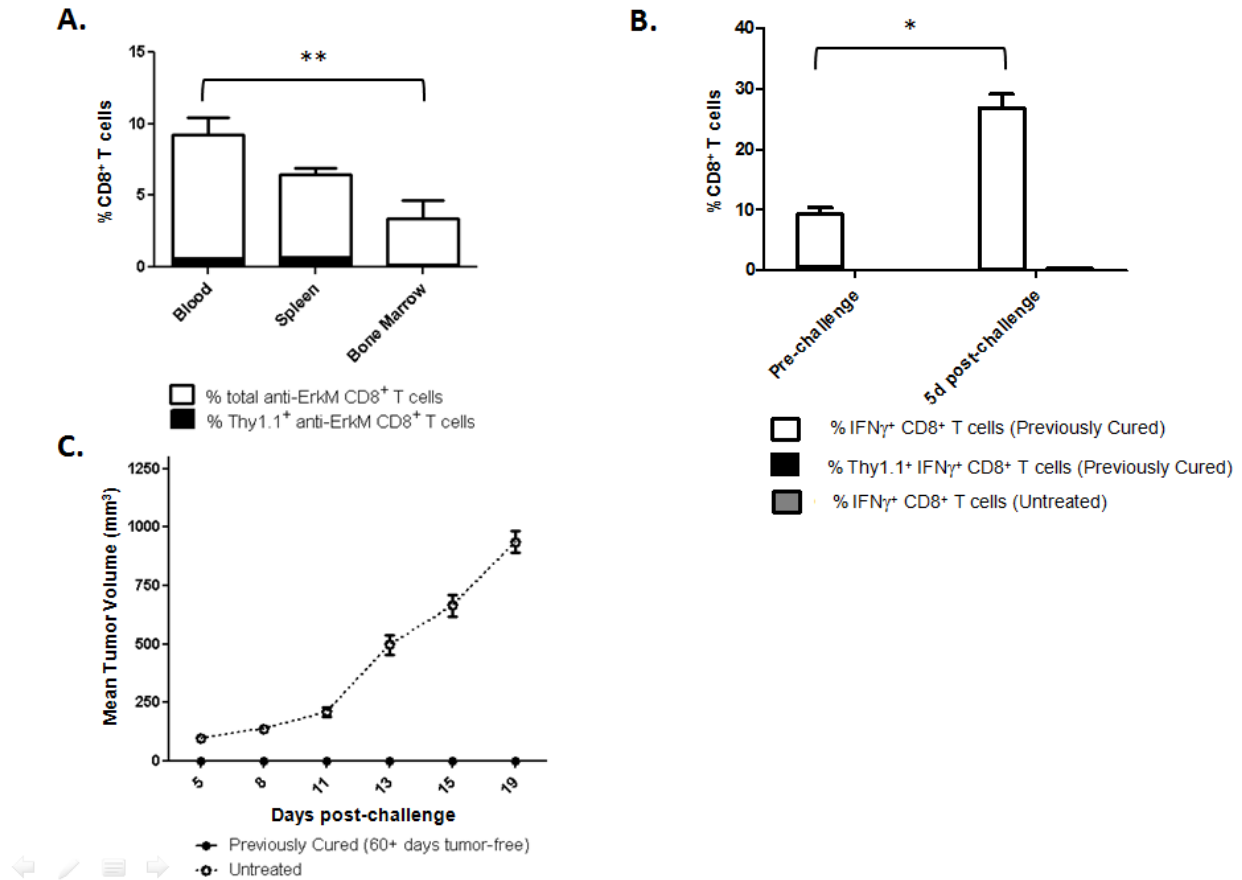 A.
15
10
5
0
% CD8⁺ T cells
**
Blood
Spleen
Bone Marrow
% total anti-ErkM CD8⁺ T cells
% Thy1.1⁺ anti-ErkM CD8⁺ T cells
B.
40
30
20
10
0
% CD8⁺ T cells
*
Pre-challenge
5d post-challenge
% IFNγ⁺ CD8⁺ T cells (Previously Cured)
% Thy1.1⁺ IFNγ⁺ CD8⁺ T cells (Previously Cured)
% IFNγ⁺ CD8⁺ T cells (Untreated)
C.
1250
1000
750
500
250
0
Mean Tumor Volume (mm³)
5
8
11
13
15
19
Days post-challenge
Previously Cured (60+ days tumor-free)
Untreated